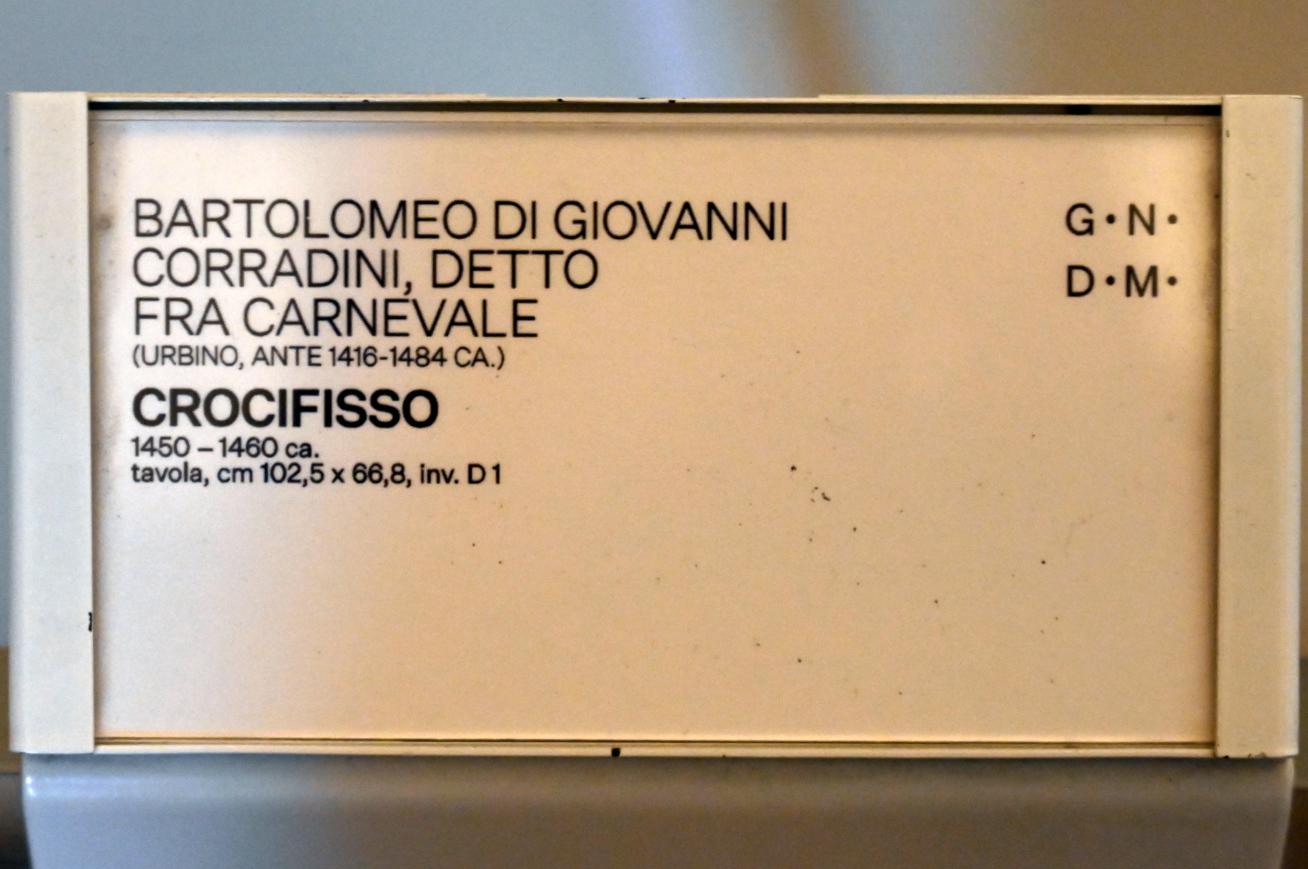 BARTOLOMEO DI GIOVANNI
CORRADINI, DETTO
FRA CARNEVALE
(URBINO, ANTE 1416-1484 CA.)
CROCIFISSO
1450 – 1460 ca.
tavola, cm 102,5 x 66,8, inv. D 1
G • N •
D • M •